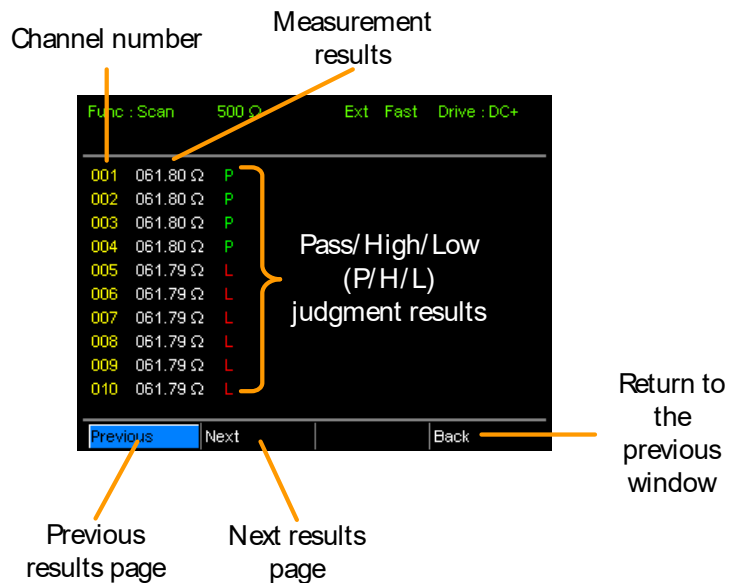 Channel number
Measurement
results
Func : Scan 500 Ω Ext Fast Drive : DC+
001 061.80 Ω P
002 061.80 Ω P
003 061.80 Ω P
004 061.80 Ω P
005 061.79 Ω L
006 061.79 Ω L
007 061.79 Ω L
008 061.79 Ω L
009 061.79 Ω L
010 061.79 Ω L
Pass/High/Low
(P/H/L)
judgment results
Previous Next Back
Return to
the
previous
window
Previous
results page
Next results
page